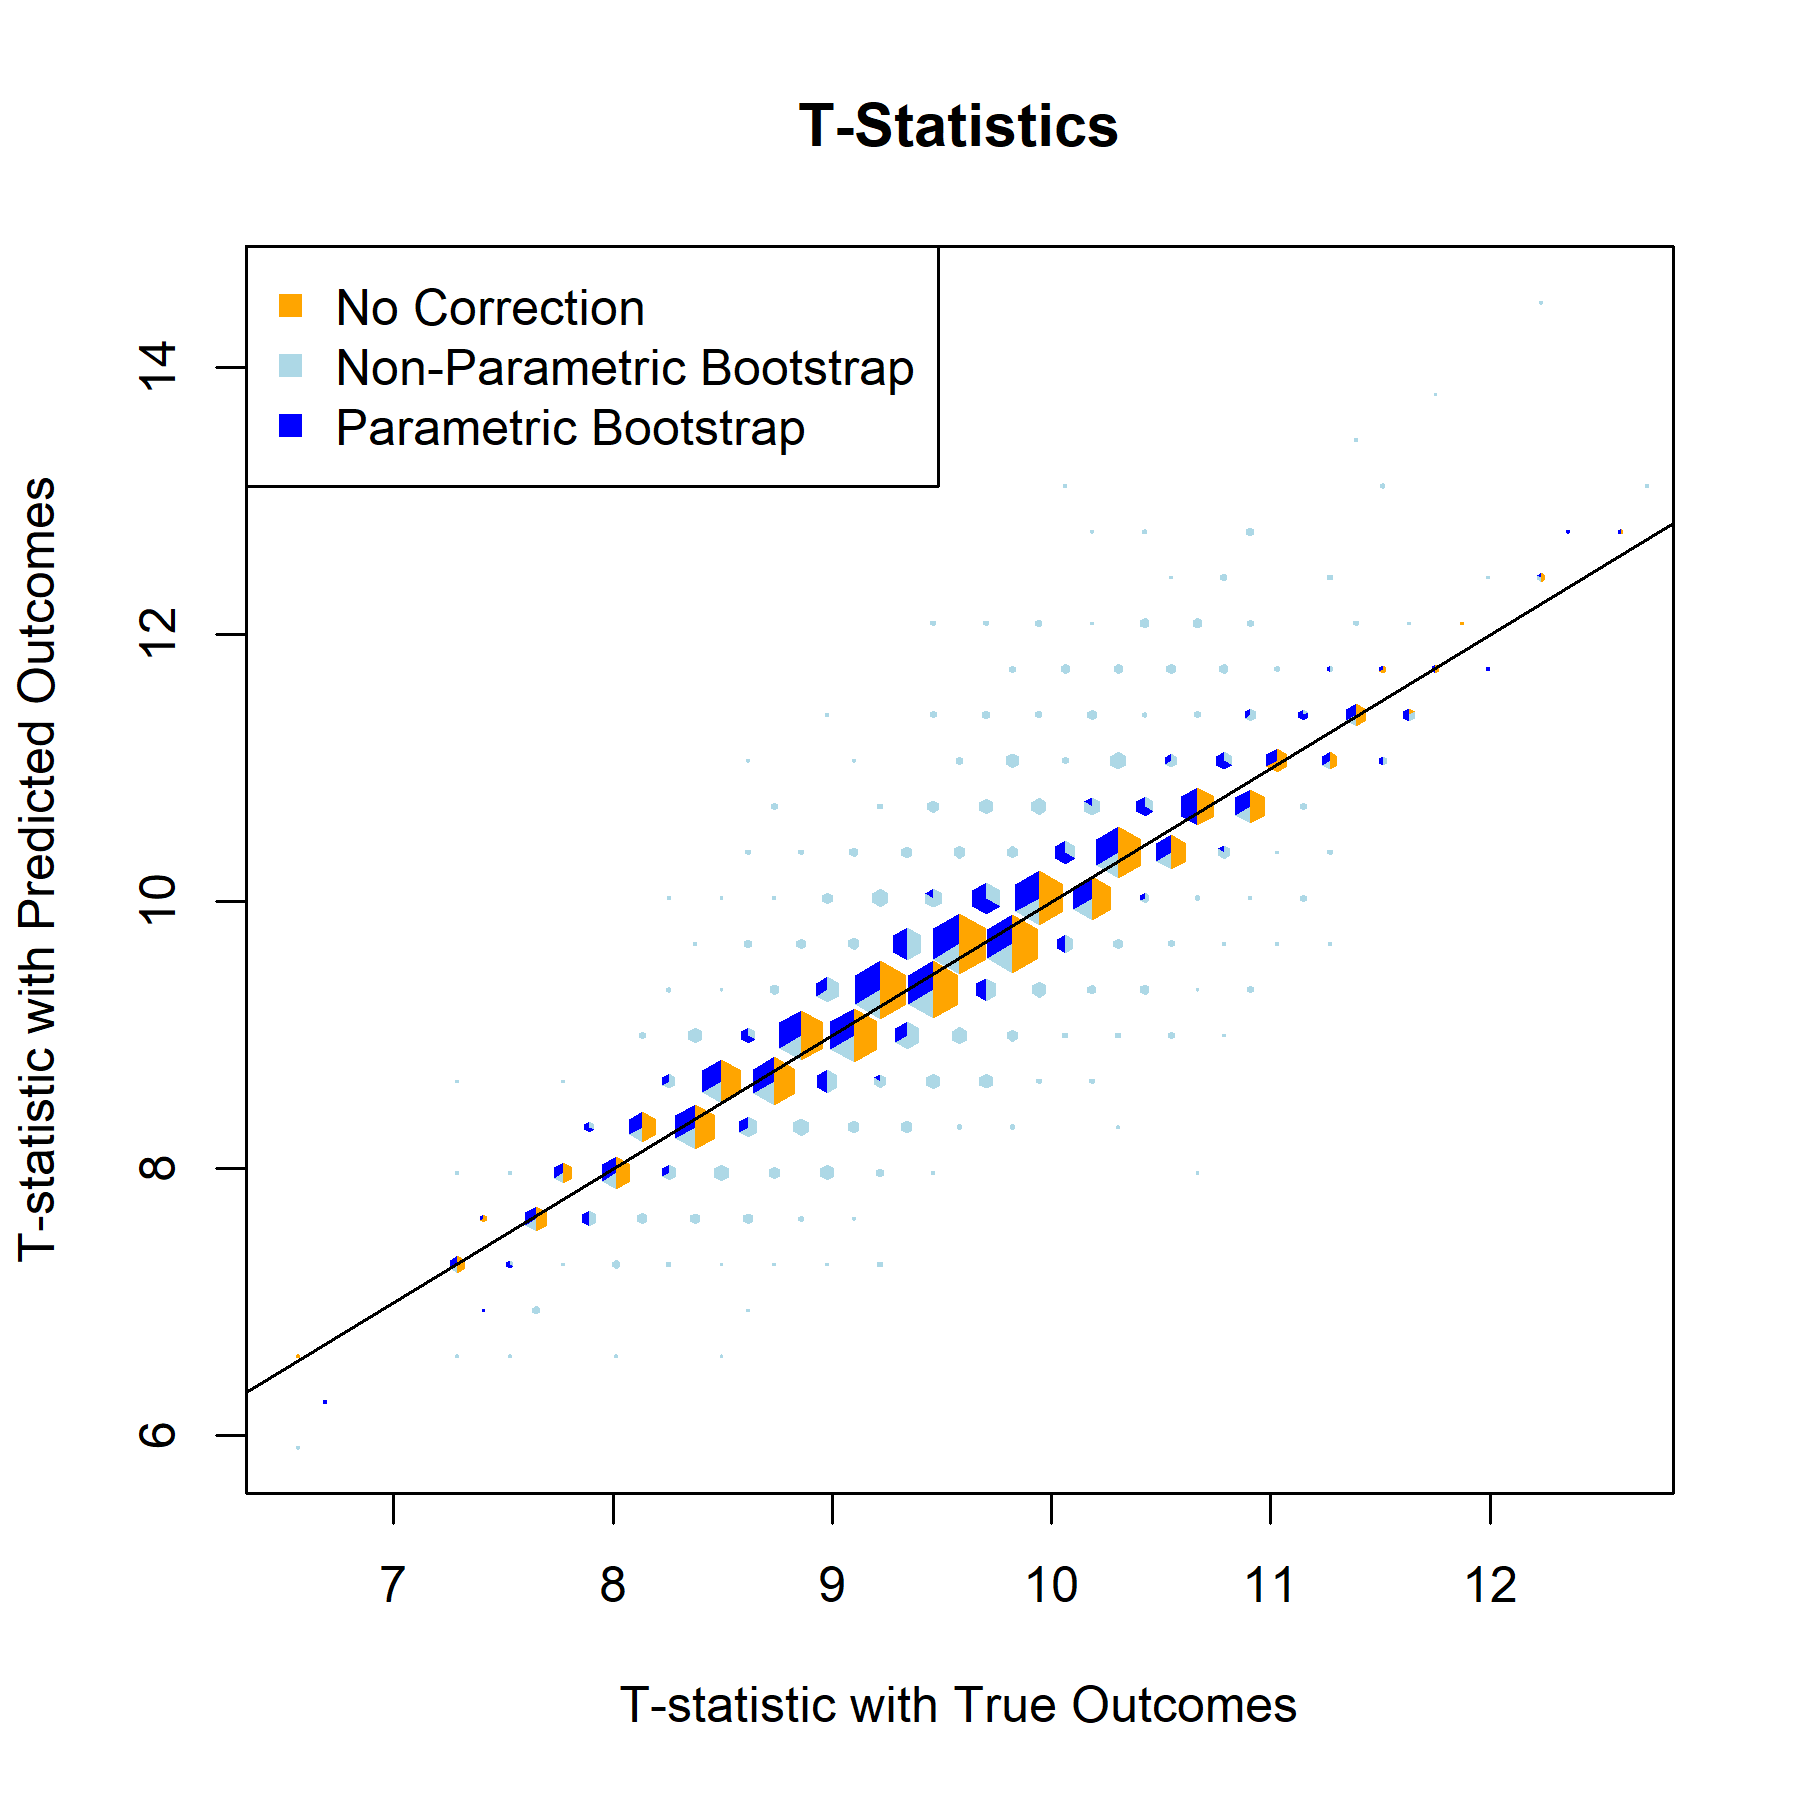 T-Statistics
No Correction
Non-Parametric Bootstrap
Parametric Bootstrap
T-statistic with Predicted Outcomes
14
12
10
8
6
7 8 9 10 11 12
T-statistic with True Outcomes